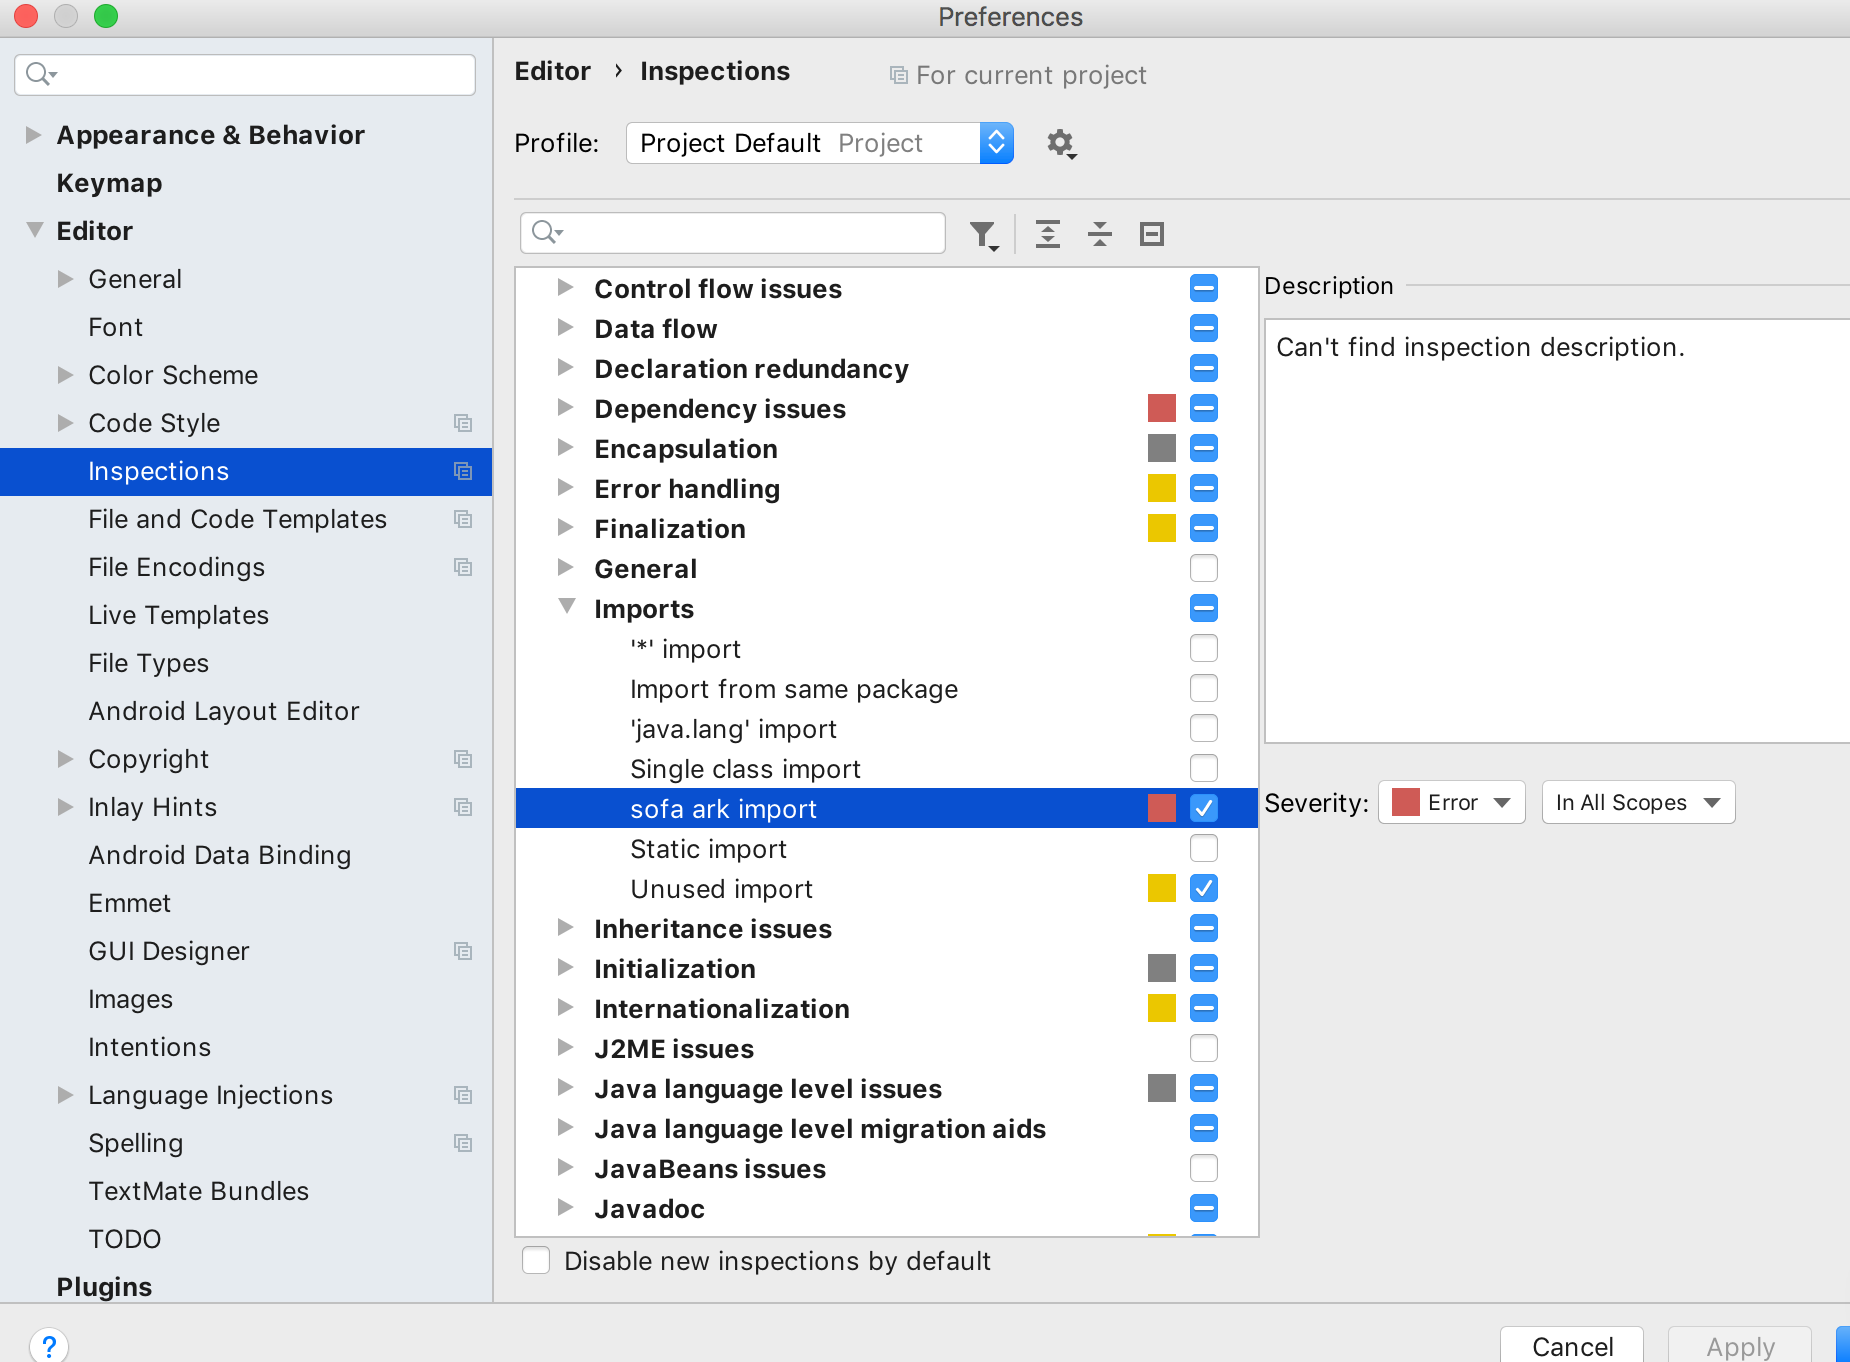 Preferences
Appearance & Behavior
Keymap
Editor
General
Font
Color Scheme
Code Style
Inspections
File and Code Templates
File Encodings
Live Templates
File Types
Android Layout Editor
Copyright
Inlay Hints
Android Data Binding
Emmet
GUI Designer
Images
Intentions
Language Injections
Spelling
TextMate Bundles
TODO
Plugins
Editor › Inspections For current project
Profile: Project Default Project
Control flow issues
Data flow
Declaration redundancy
Dependency issues
Encapsulation
Error handling
Finalization
General
Imports
'*' import
Import from same package
'java.lang' import
Single class import
sofa ark import
Static import
Unused import
Inheritance issues
Initialization
Internationalization
J2ME issues
Java language level issues
Java language level migration aids
JavaBeans issues
Javadoc
Disable new inspections by default
Description
Can't find inspection description.
Severity: Error In All Scopes
?
Cancel Apply